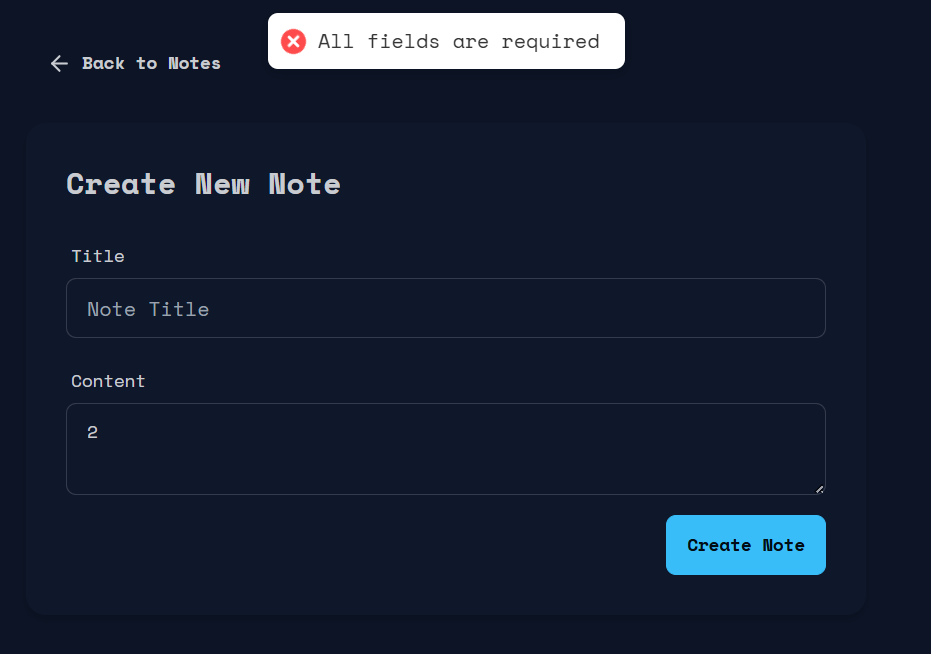 All fields are required
Back to Notes
Create New Note
Title
Note Title
Content
2
Create Note